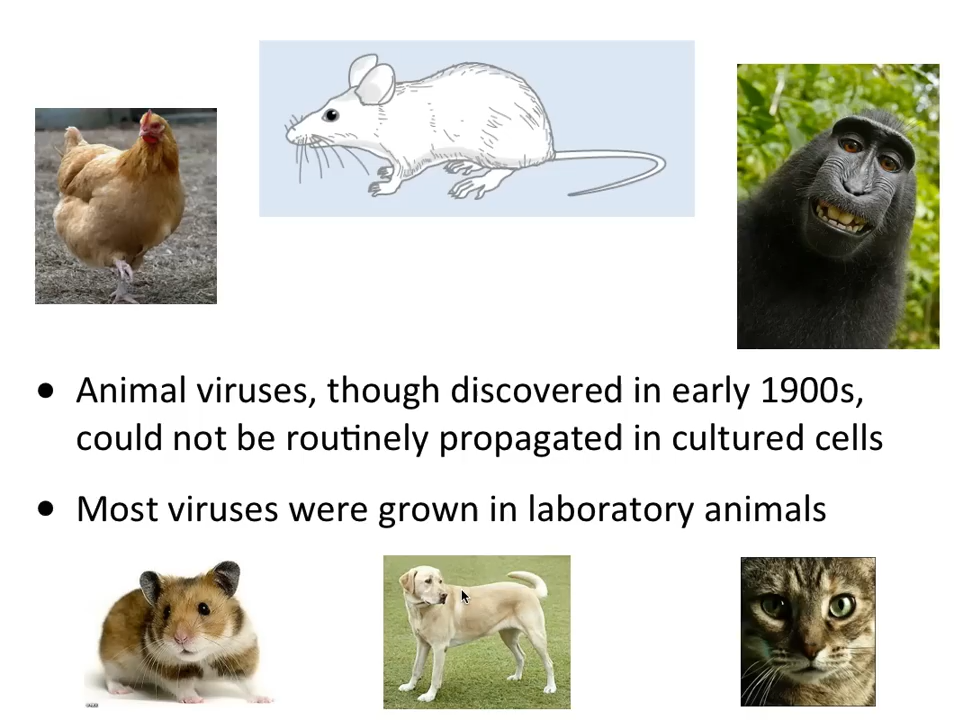 • Animal viruses, though discovered in early 1900s,
could not be routinely propagated in cultured cells
• Most viruses were grown in laboratory animals